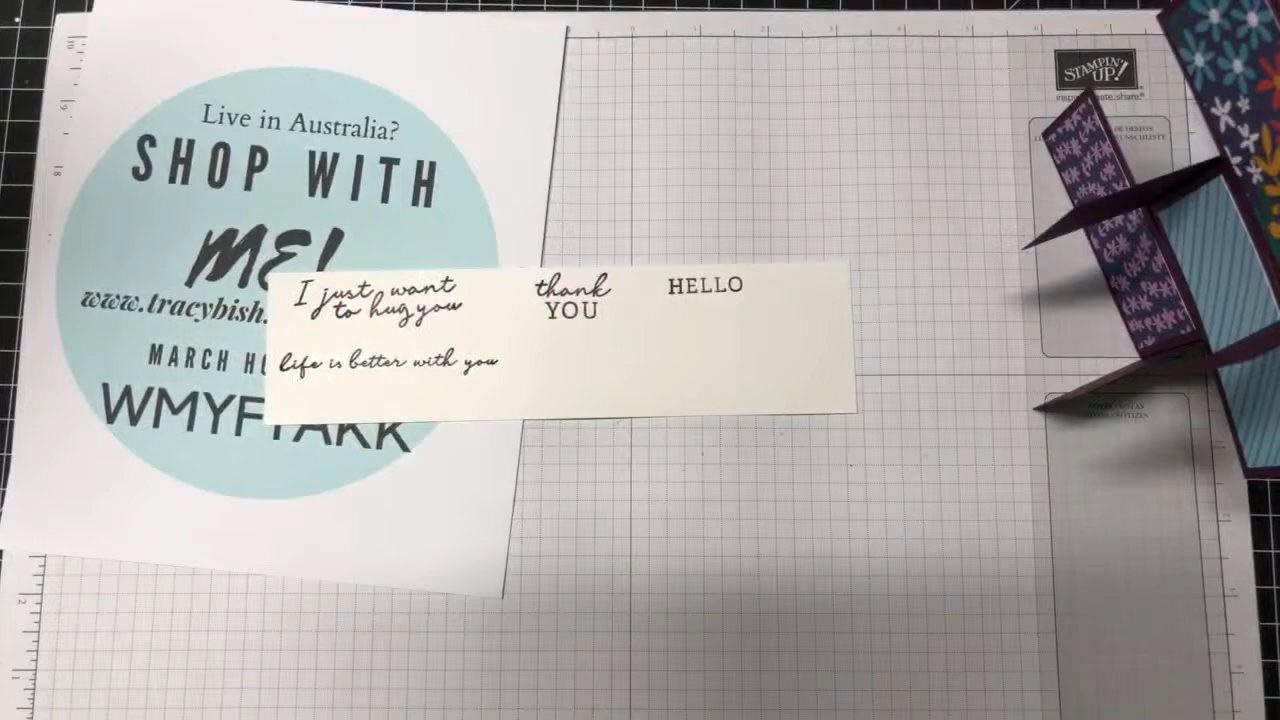 Live in Australia?
SHOP WITH
ME!
www.tracybish.
MARCH HO
I just want
to hug you
thank
YOU
HELLO
life is better with you
STAMPIN' UP!